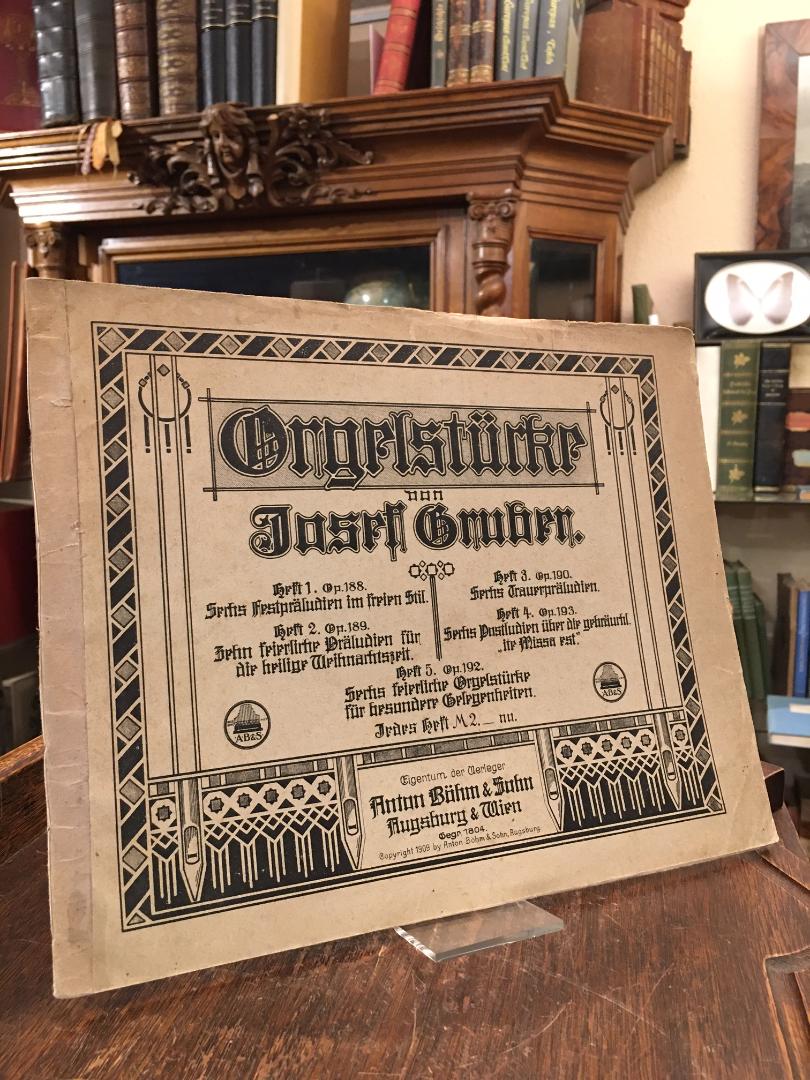 Orgelstücke
von
Josef Gruber.
Heft 1. Op. 188.
Sechs Festpräludien im freien Stil.
Heft 2. Op. 189.
Zehn feierliche Präludien für
die heilige Weihnachtszeit.
Heft 3. Op. 190.
Sechs Trauerpräludien.
Heft 4. Op. 193.
Sechs Postludien über die gebräuchl.
„Ite Missa est."
Heft 5. Op. 192.
Sechs feierliche Orgelstücke
für besondere Gelegenheiten.
Jedes Heft M 2._ nu.
AB&S
AB&S
Eigentum der Verleger
Anton Böhm & Sohn
Augsburg & Wien
Gegr. 1804.
Copyright 1909 by Anton Böhm & Sohn, Augsburg.